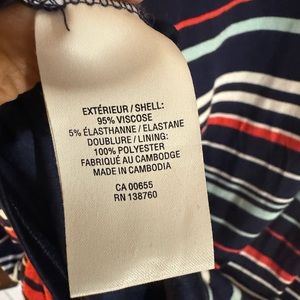 EXTÉRIEUR / SHELL:
95% VISCOSE
5% ÉLASTHANNE / ELASTANE
DOUBLURE / LINING:
100% POLYESTER
FABRIQUÉ AU CAMBODGE
MADE IN CAMBODIA
CA 00655
RN 138760